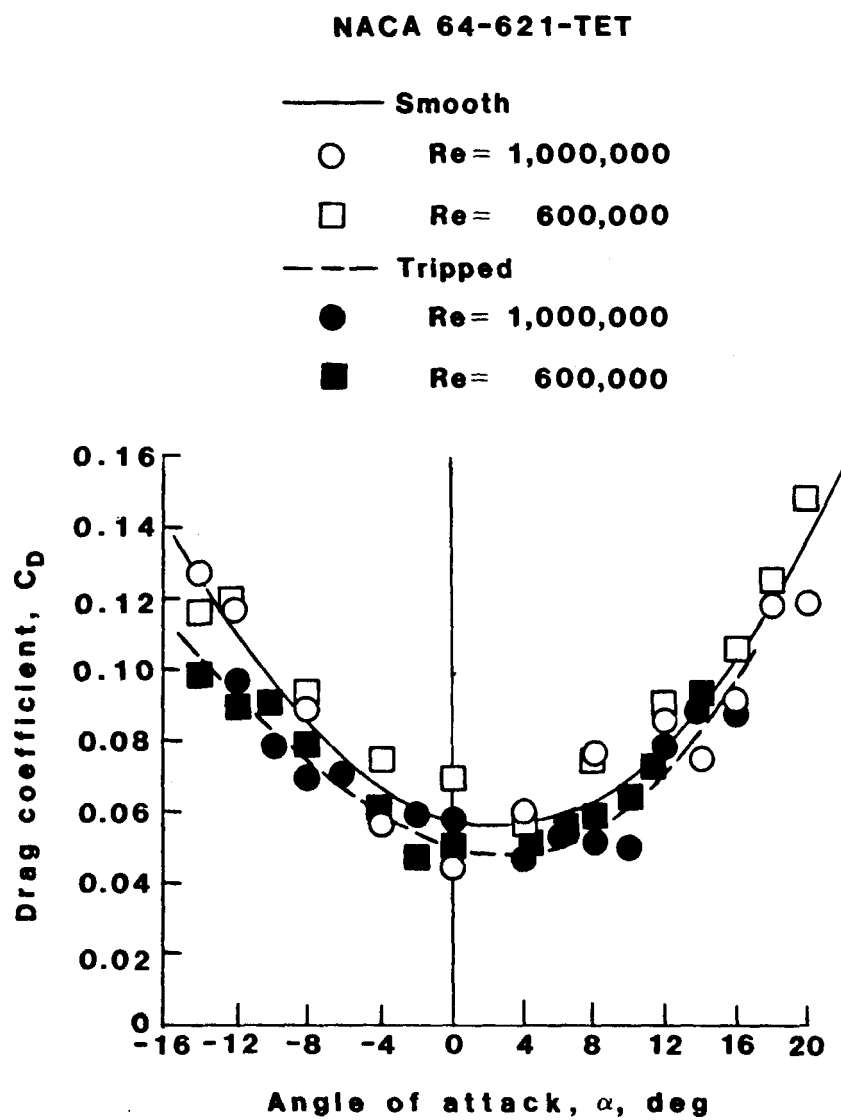 NACA 64-621-TET
Smooth
Re= 1,000,000
Re= 600,000
Tripped
Re= 1,000,000
Re= 600,000
0.16
0.14
0.12
0.10
0.08
0.06
0.04
0.02
0
Drag coefficient, CD
-16 -12 -8 -4 0 4 8 12 16 20
Angle of attack, α, deg